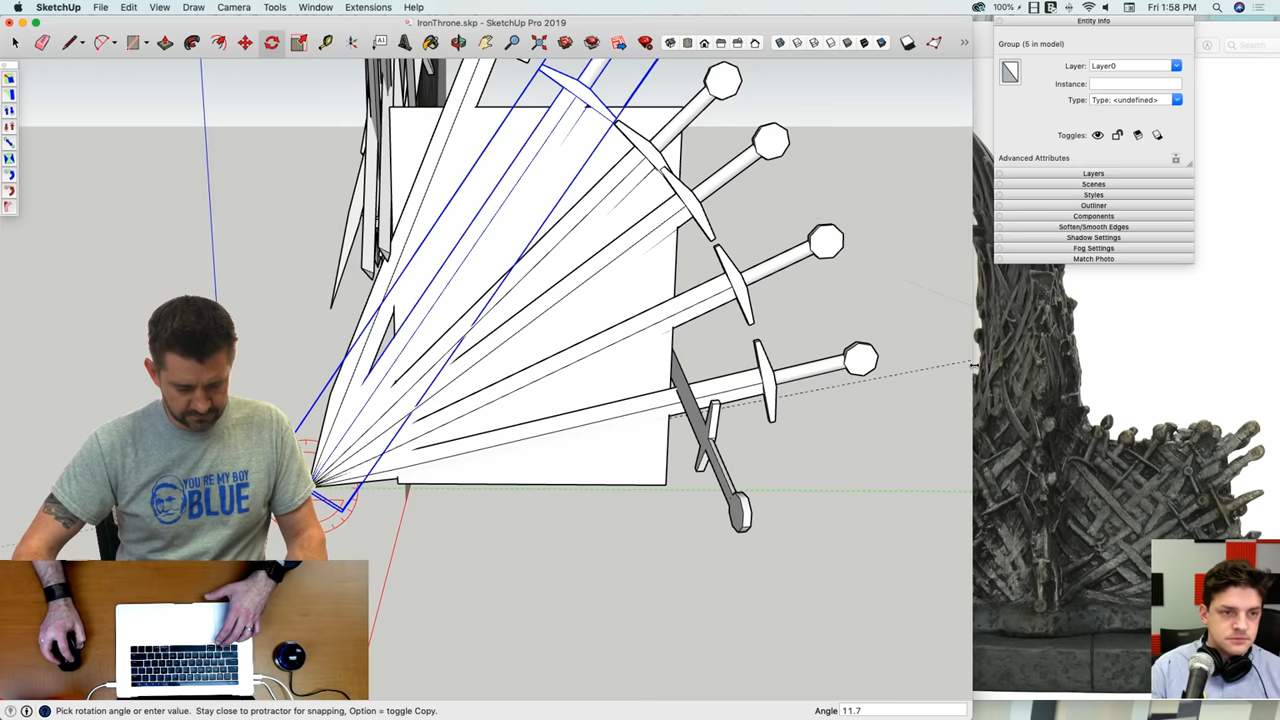 SketchUp File Edit View Draw Camera Tools Window Extensions Help
100% Fri 1:58 PM
IronThrone.skp - SketchUp Pro 2019
Entity Info
Search
Group (5 in model)
Layer: Layer0
Instance:
Type: Type: <undefined>
Toggles:
Advanced Attributes
Layers
Scenes
Styles
Outliner
Components
Soften/Smooth Edges
Shadow Settings
Fog Settings
Match Photo
YOU'RE MY BOY
BLUE
Pick rotation angle or enter value. Stay close to protractor for snapping, Option = toggle Copy.
Angle 11.7